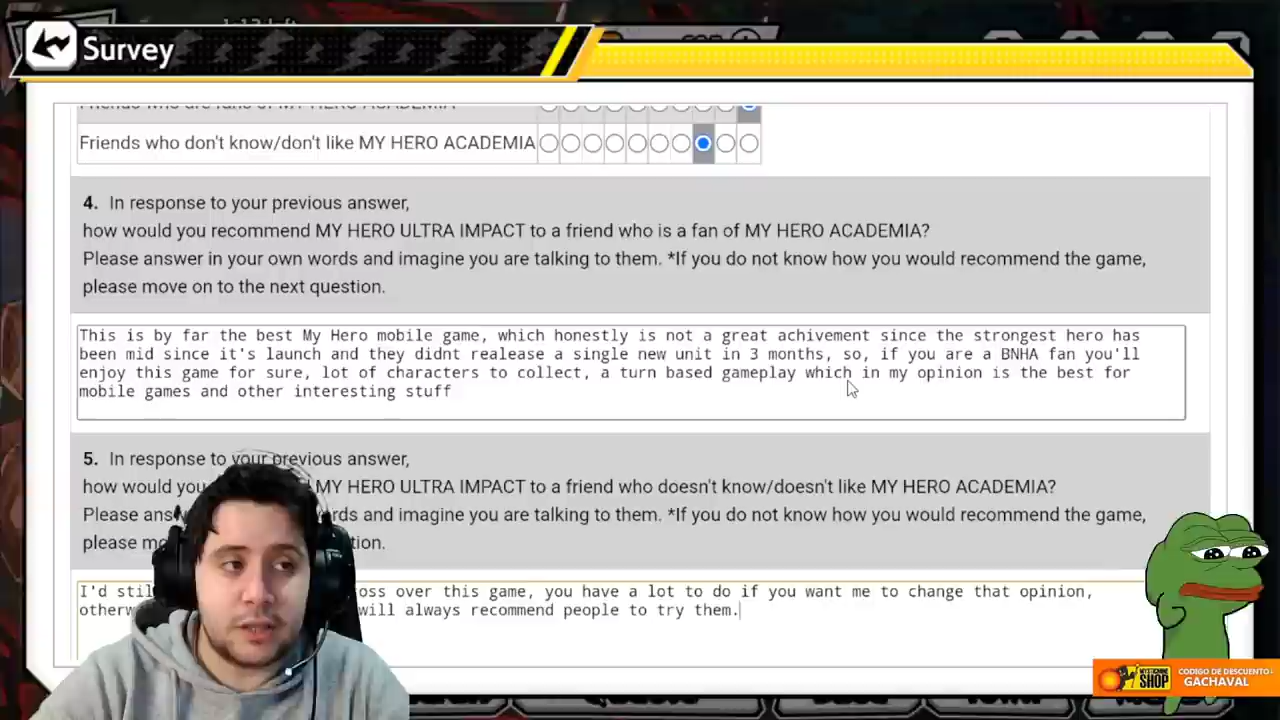 Survey
Friends who don't know/don't like MY HERO ACADEMIA
4. In response to your previous answer,
how would you recommend MY HERO ULTRA IMPACT to a friend who is a fan of MY HERO ACADEMIA?
Please answer in your own words and imagine you are talking to them. *If you do not know how you would recommend the game,
please move on to the next question.
This is by far the best My Hero mobile game, which honestly is not a great achivement since the strongest hero has
been mid since it's launch and they didnt realease a single new unit in 3 months, so, if you are a BNHA fan you'll
enjoy this game for sure, lot of characters to collect, a turn based gameplay which in my opinion is the best for
mobile games and other interesting stuff
5. In response to your previous answer,
how would you MY HERO ULTRA IMPACT to a friend who doesn't know/doesn't like MY HERO ACADEMIA?
Please and imagine you are talking to them. *If you do not know how you would recommend the game,
please
I'd over this game, you have a lot to do if you want me to change that opinion,
will always recommend people to try them.
SHOP
CODIGO DE DESCUENTO
GACHAVAL